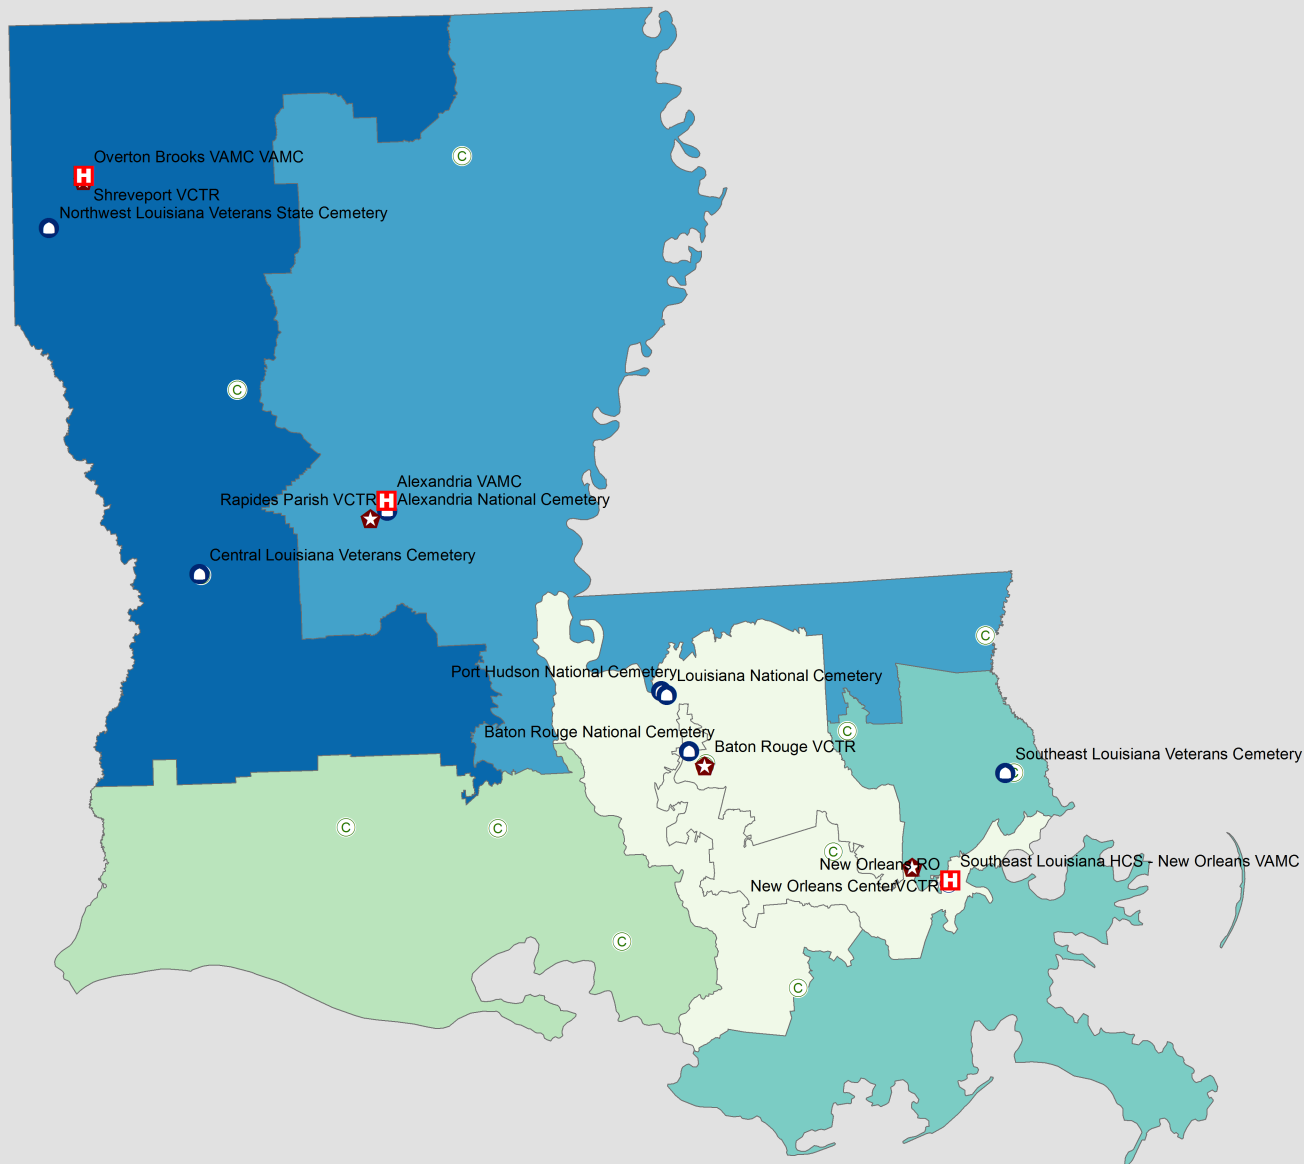 C
Overton Brooks VAMC VAMC
H
Shreveport VCTR
Northwest Louisiana Veterans State Cemetery
C
Alexandria VAMC
Rapides Parish VCTR
H
Alexandria National Cemetery
Central Louisiana Veterans Cemetery
C
Port Hudson National Cemetery
Louisiana National Cemetery
Baton Rouge National Cemetery
C
Baton Rouge VCTR
Southeast Louisiana Veterans Cemetery
C
C
C
C
C
New Orleans RO
Southeast Louisiana HCS - New Orleans VAMC
New Orleans Center VCTR
H
C
C